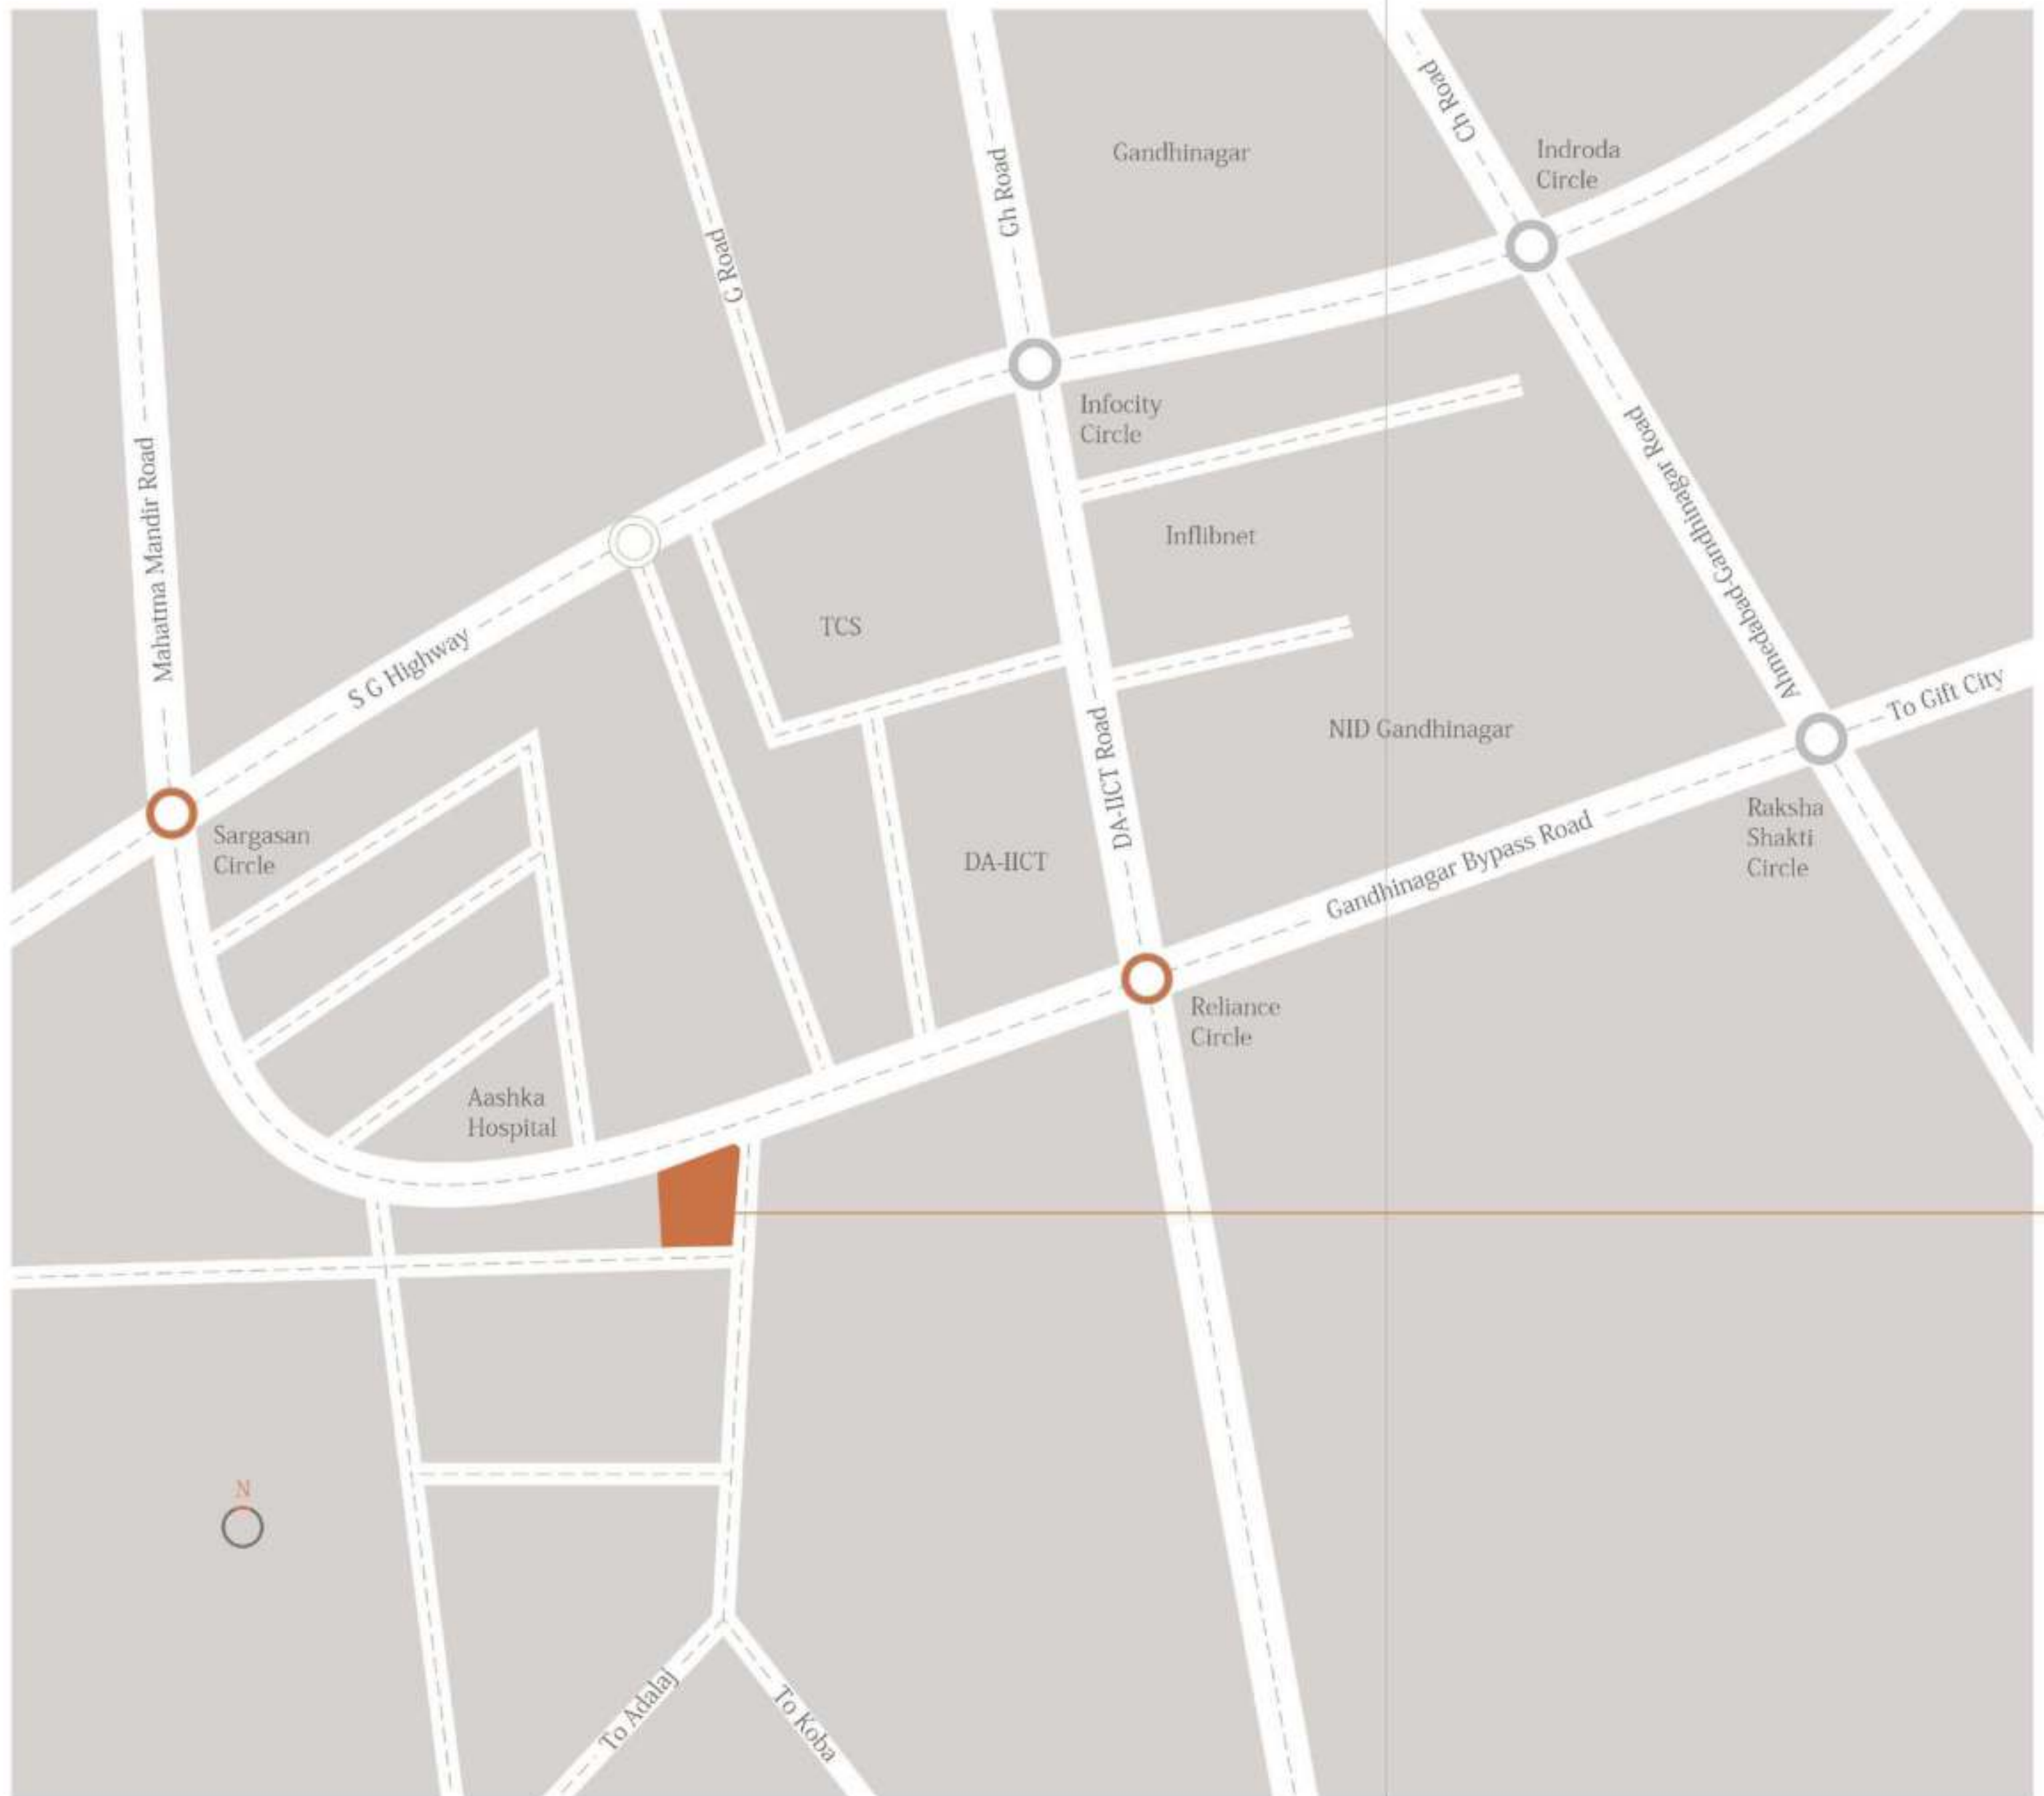 Ch Road
Gandhinagar
Indroda
Circle
Gh Road
G Road
Infocity
Circle
Mahatma Mandir Road
Inflibnet
Ahmedabad-Gandhinagar Road
TCS
S G Highway
To Gift City
NID Gandhinagar
DA-IICT Road
Sargasan
Circle
Raksha
Shakti
Circle
DA-IICT
Gandhinagar Bypass Road
Reliance
Circle
Aashka
Hospital
N
To Adalaj
To Koba